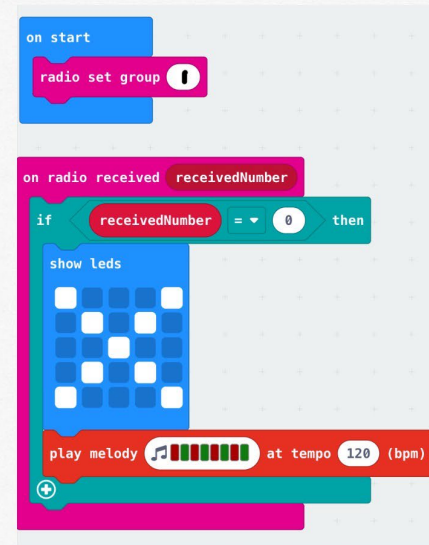 on start
radio set group 1
on radio received receivedNumber
if receivedNumber = 0 then
show leds
play melody at tempo 120 (bpm)